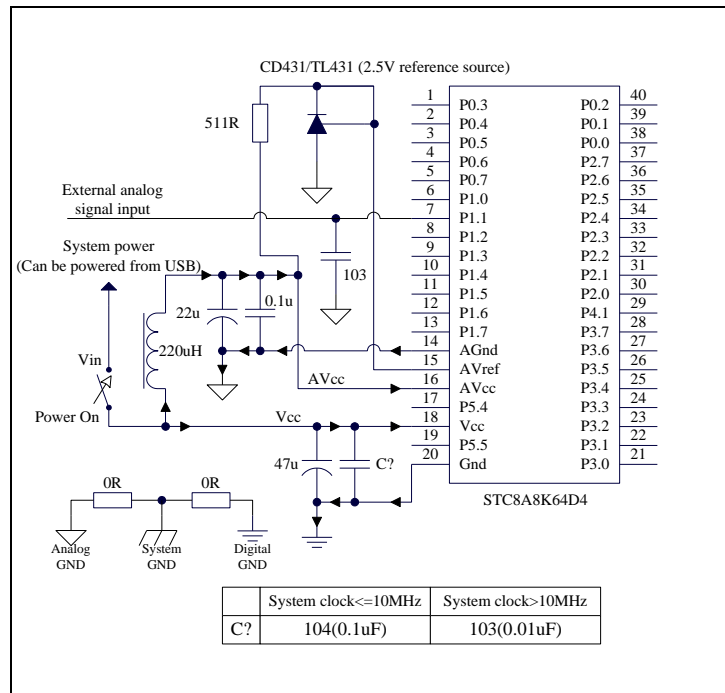 CD431/TL431 (2.5V reference source)
511R
External analog
signal input
103
System power
(Can be powered from USB)
22u
0.1u
220uH
Vin
Power On
AVcc
Vcc
47u
C?
1 P0.3 P0.2 40
2 P0.4 P0.1 39
3 P0.5 P0.0 38
4 P0.6 P2.7 37
5 P0.7 P2.6 36
6 P1.0 P2.5 35
7 P1.1 P2.4 34
8 P1.2 P2.3 33
9 P1.3 P2.2 32
10 P1.4 P2.1 31
11 P1.5 P2.0 30
12 P1.6 P4.1 29
13 P1.7 P3.7 28
14 AGnd P3.6 27
15 AVref P3.5 26
16 AVcc P3.4 25
17 P5.4 P3.3 24
18 Vcc P3.2 23
19 P5.5 P3.1 22
20 Gnd P3.0 21
STC8A8K64D4
0R 0R
Analog
GND
System
GND
Digital
GND
System clock<=10MHz System clock>10MHz
C? 104(0.1uF) 103(0.01uF)